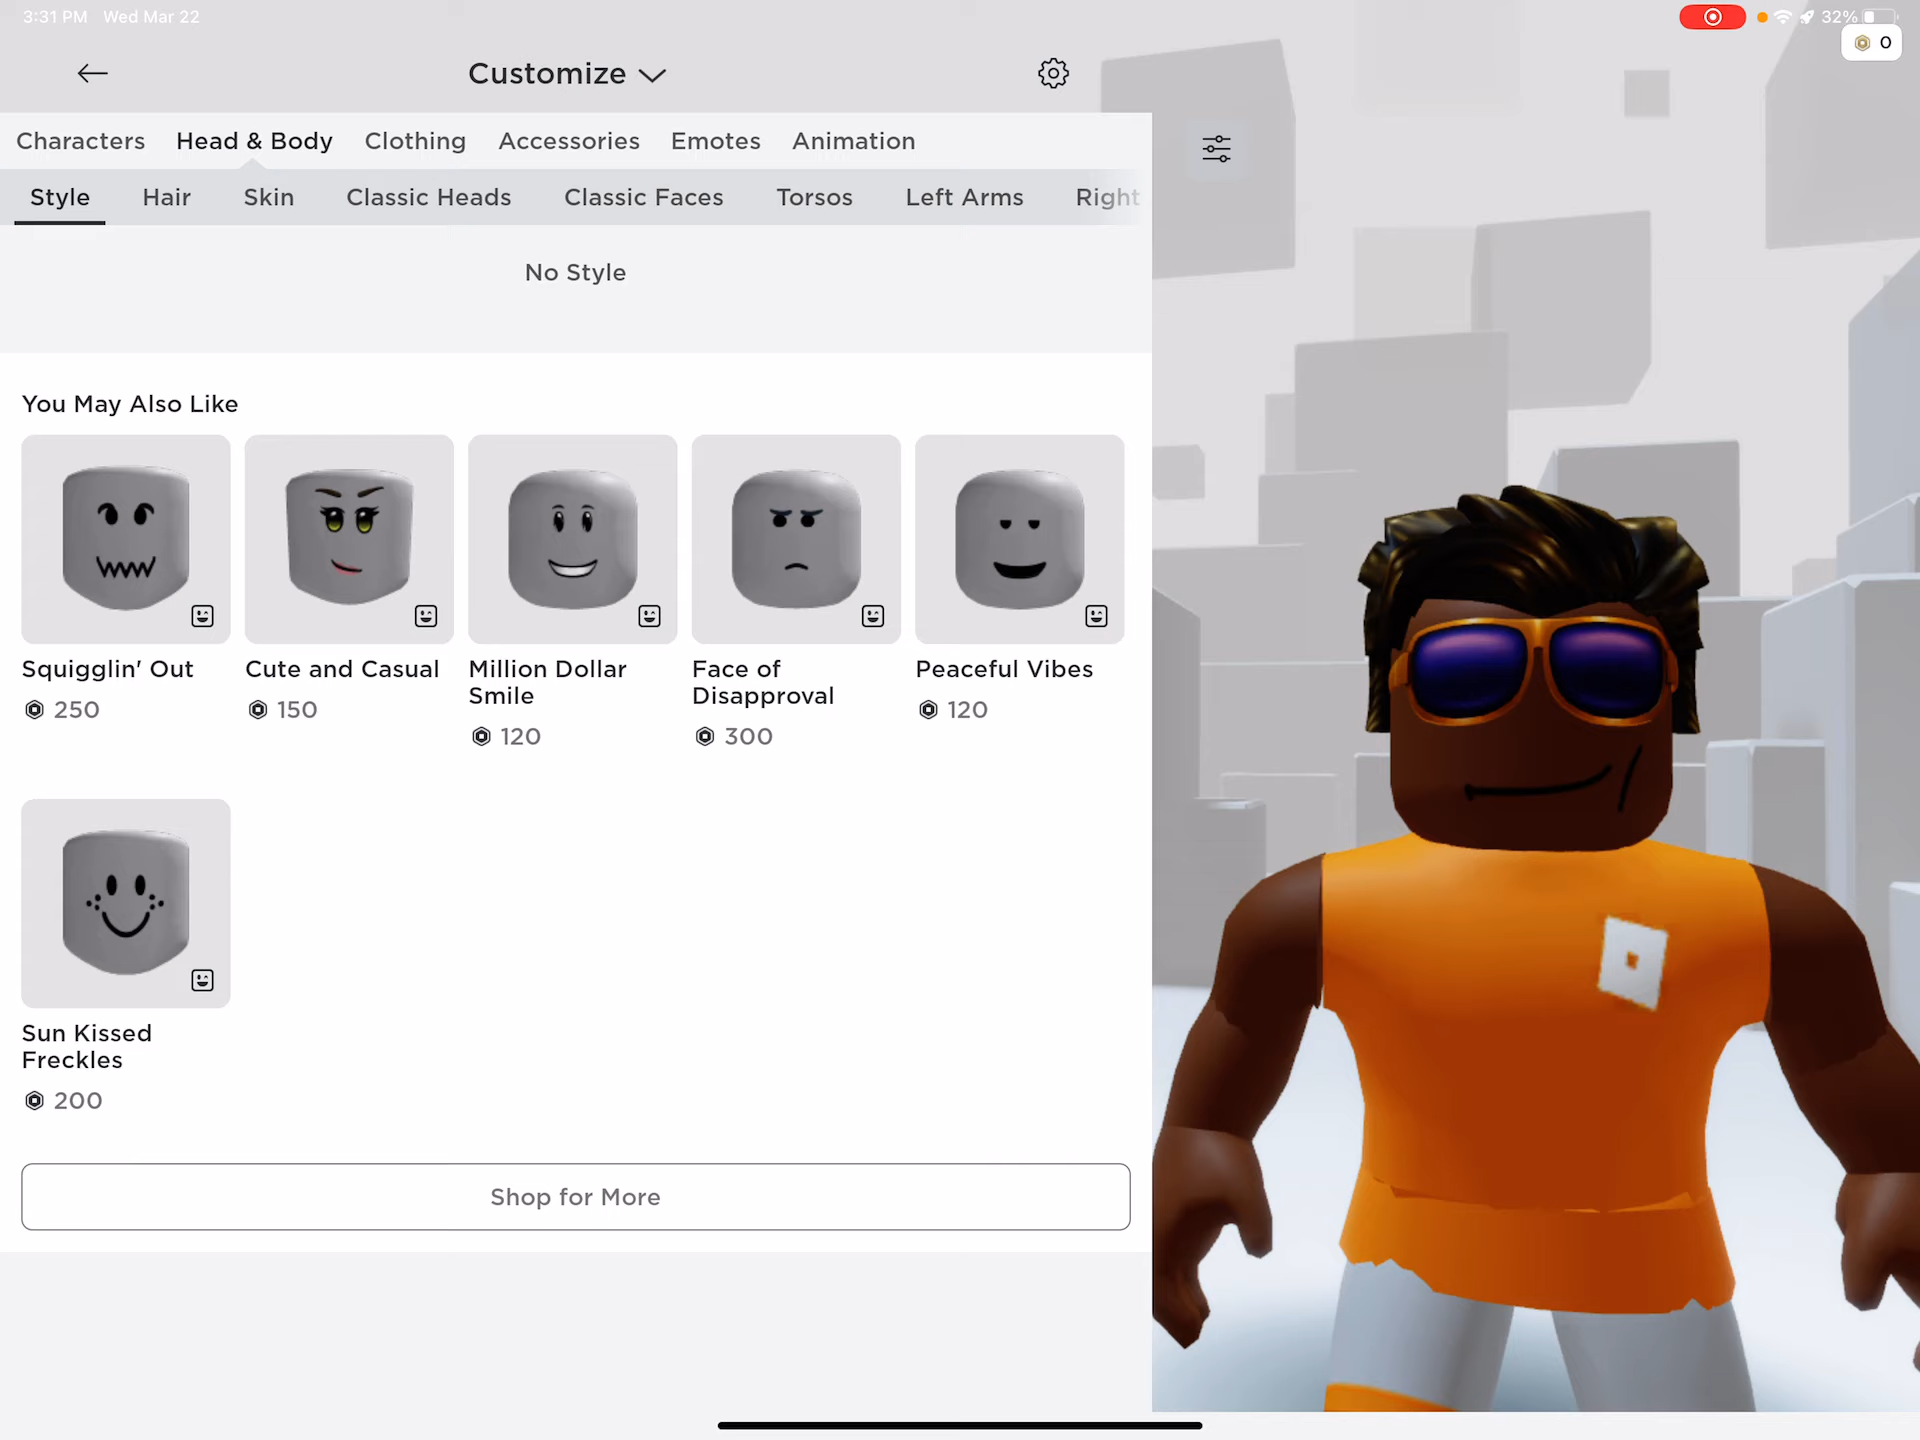 3:31 PM Wed Mar 22
32%
0
Customize
Characters Head & Body Clothing Accessories Emotes Animation
Style Hair Skin Classic Heads Classic Faces Torsos Left Arms Right
No Style
You May Also Like
Squigglin' Out
250
Cute and Casual
150
Million Dollar
Smile
120
Face of
Disapproval
300
Peaceful Vibes
120
Sun Kissed
Freckles
200
Shop for More